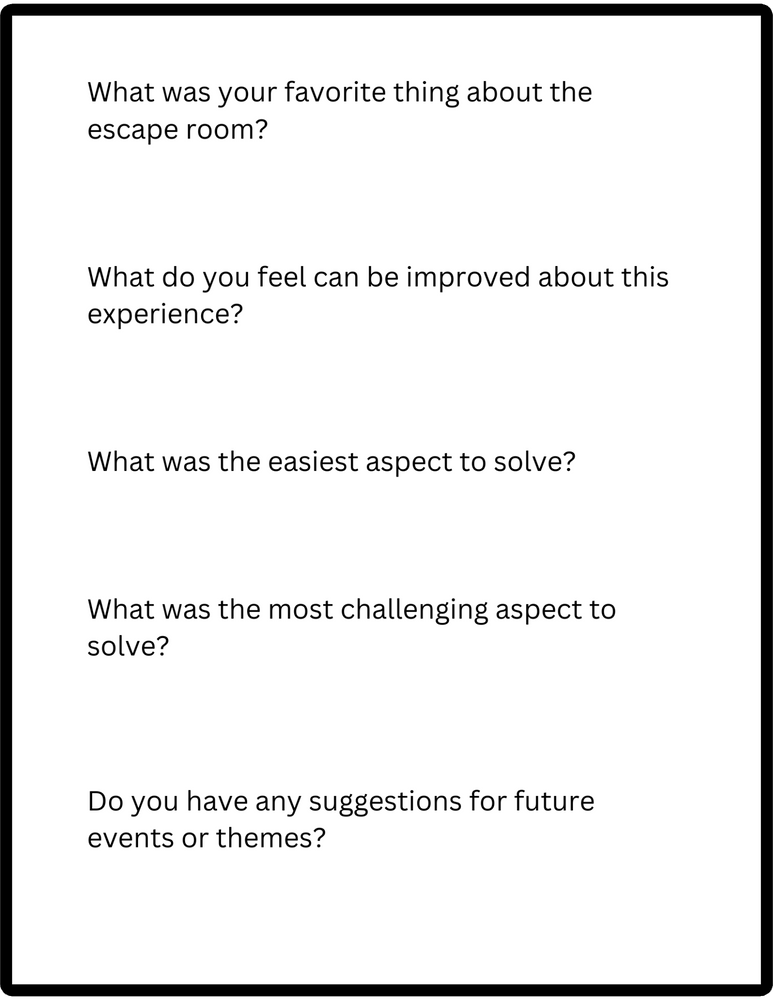 What was your favorite thing about the
escape room?
What do you feel can be improved about this
experience?
What was the easiest aspect to solve?
What was the most challenging aspect to
solve?
Do you have any suggestions for future
events or themes?